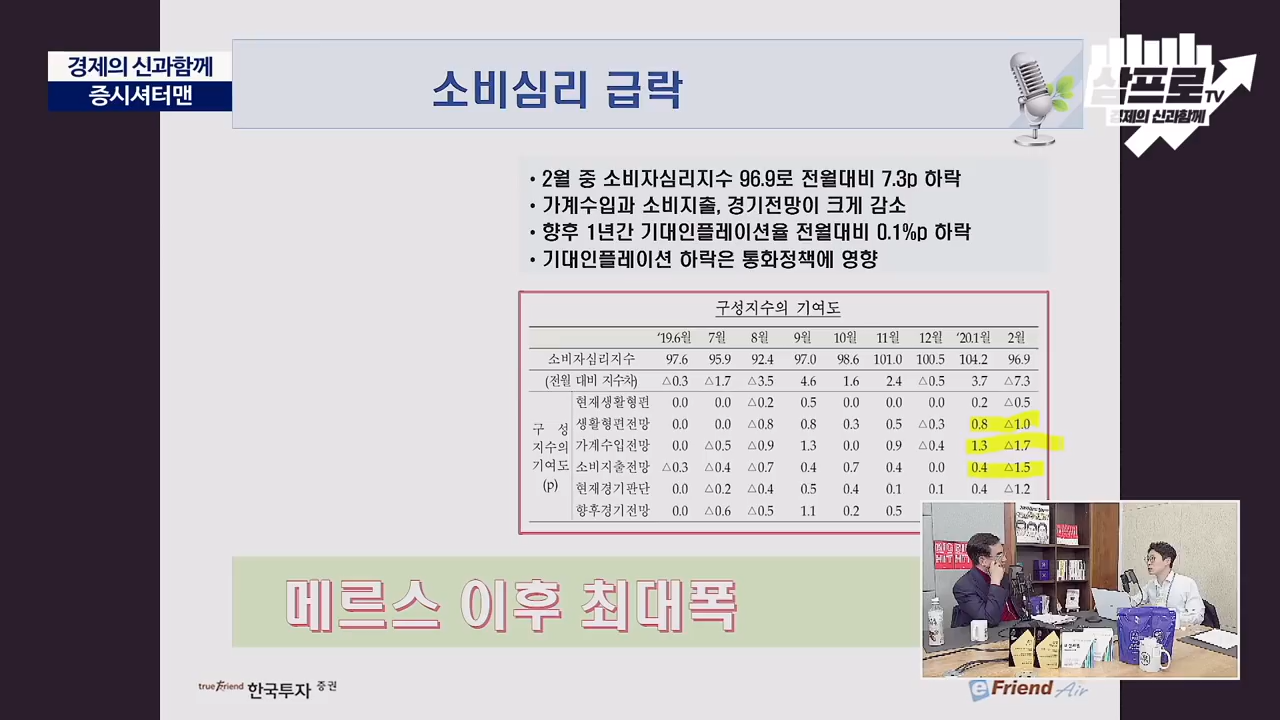 경제의 신과함께
증시셔터맨
소비심리 급락
삼프로TV
경제의 신과함께
• 2월 중 소비자심리지수 96.9로 전월대비 7.3p 하락
• 가계수입과 소비지출, 경기전망이 크게 감소
• 향후 1년간 기대인플레이션율 전월대비 0.1%p 하락
• 기대인플레이션 하락은 통화정책에 영향
구성지수의 기여도
'19.6월 7월 8월 9월 10월 11월 12월 '20.1월 2월
소비자심리지수 97.6 95.9 92.4 97.0 98.6 101.0 100.5 104.2 96.9
(전월 대비 지수차) △0.3 △1.7 △3.5 4.6 1.6 2.4 △0.5 3.7 △7.3
구 성 지수의 기여도 (p)
현재생활형편 0.0 0.0 △0.2 0.5 0.0 0.0 0.0 0.2 △0.5
생활형편전망 0.0 0.0 △0.8 0.8 0.3 0.5 △0.3 0.8 △1.0
가계수입전망 0.0 △0.5 △0.9 1.3 0.0 0.9 △0.4 1.3 △1.7
소비지출전망 △0.3 △0.4 △0.7 0.4 0.7 0.4 0.0 0.4 △1.5
현재경기판단 0.0 △0.2 △0.4 0.5 0.4 0.1 0.1 0.4 △1.2
향후경기전망 0.0 △0.6 △0.5 1.1 0.2 0.5
메르스 이후 최대폭
true friend 한국투자 증권
eFriend Air